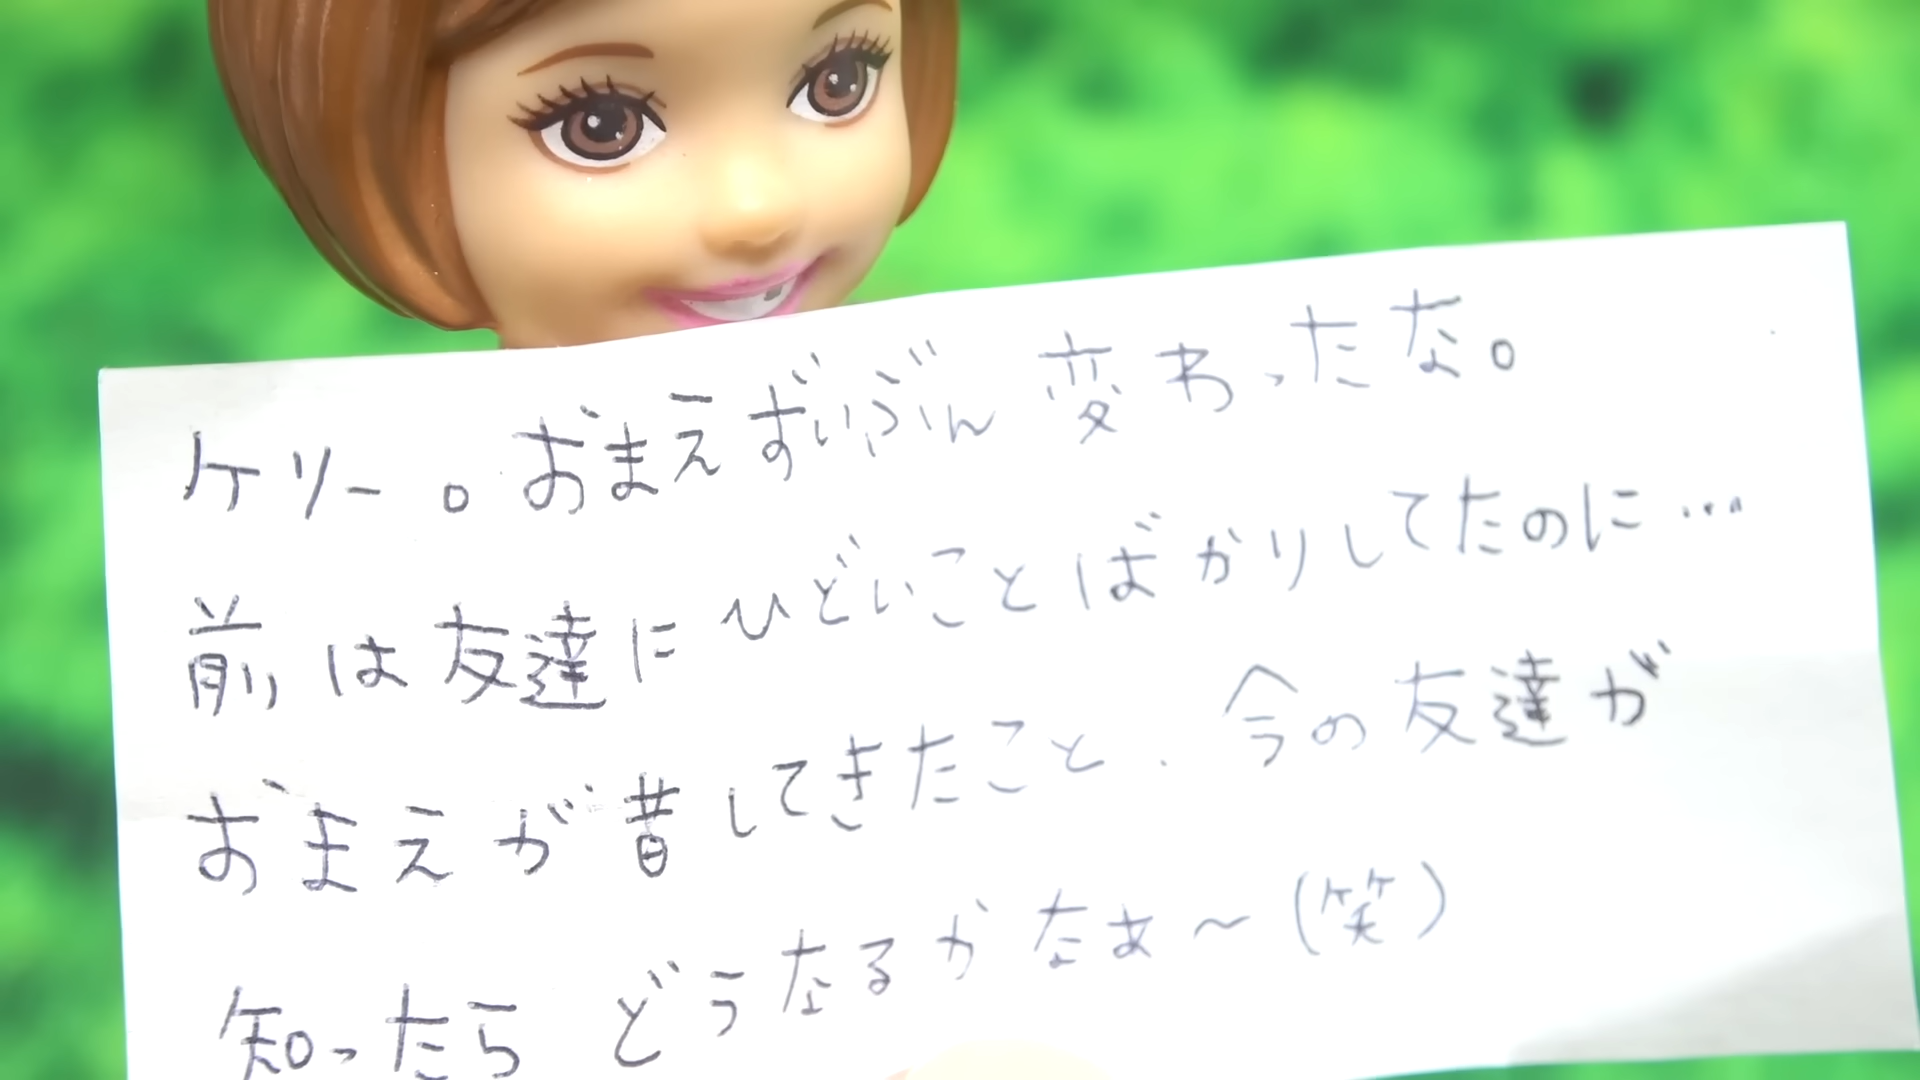 ケリー。おまえずいぶん変わったな。
前は友達にひどいことばかりしてたのに…
おまえが昔してきたこと、今の友達が
知ったらどうなるかなぁ～(笑)